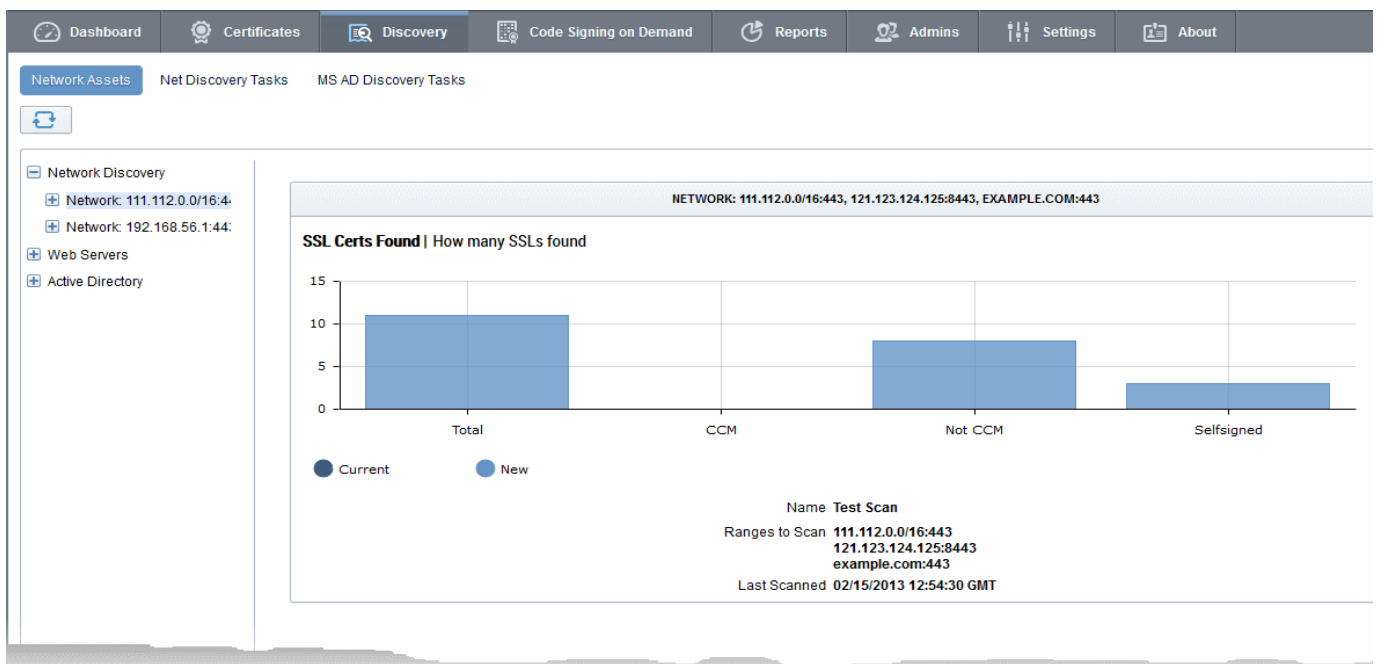 Dashboard Certificates Discovery Code Signing on Demand Reports Admins Settings About
Network Assets Net Discovery Tasks MS AD Discovery Tasks
Network Discovery
Network: 111.112.0.0/16:4
Network: 192.168.56.1:44
Web Servers
Active Directory
NETWORK: 111.112.0.0/16:443, 121.123.124.125:8443, EXAMPLE.COM:443
SSL Certs Found | How many SSLs found
15
10
5
0
Total CCM Not CCM Selfsigned
Current New
Name Test Scan
Ranges to Scan 111.112.0.0/16:443
121.123.124.125:8443
example.com:443
Last Scanned 02/15/2013 12:54:30 GMT